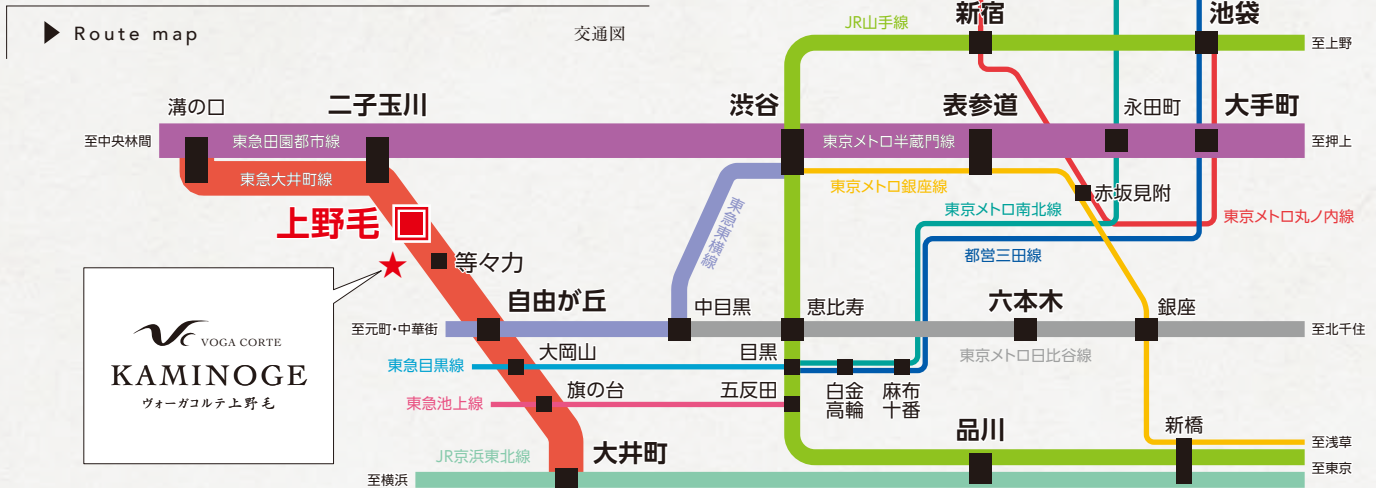 Route map
交通図
新宿
池袋
JR山手線
至上野
溝の口
二子玉川
渋谷
表参道
永田町
大手町
至中央林間
東急田園都市線
東京メトロ半蔵門線
至押上
東急大井町線
東京メトロ銀座線
赤坂見附
上野毛
東急東横線
東京メトロ南北線
東京メトロ丸ノ内線
等々力
都営三田線
自由が丘
中目黒
恵比寿
六本木
銀座
至元町・中華街
至北千住
VOGA CORTE
KAMINOGE
ヴォーガコルテ上野毛
東急目黒線
大岡山
目黒
東京メトロ日比谷線
東急池上線
旗の台
五反田
白金
高輪
麻布
十番
JR京浜東北線
大井町
品川
新橋
至浅草
至東京
至横浜